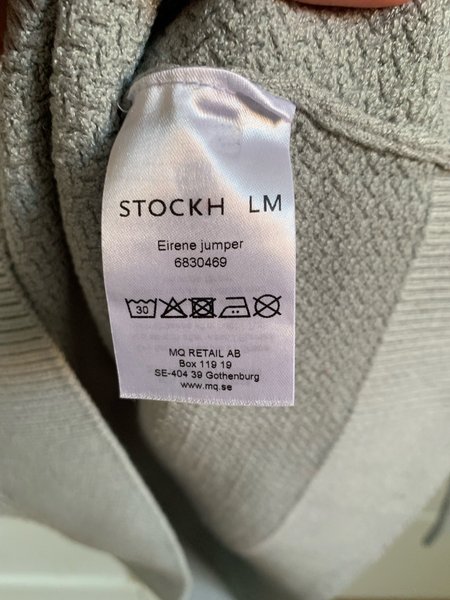 STOCKH LM
Eirene jumper
6830469
30
MQ RETAIL AB
Box 119 19
SE-404 39 Gothenburg
www.mq.se